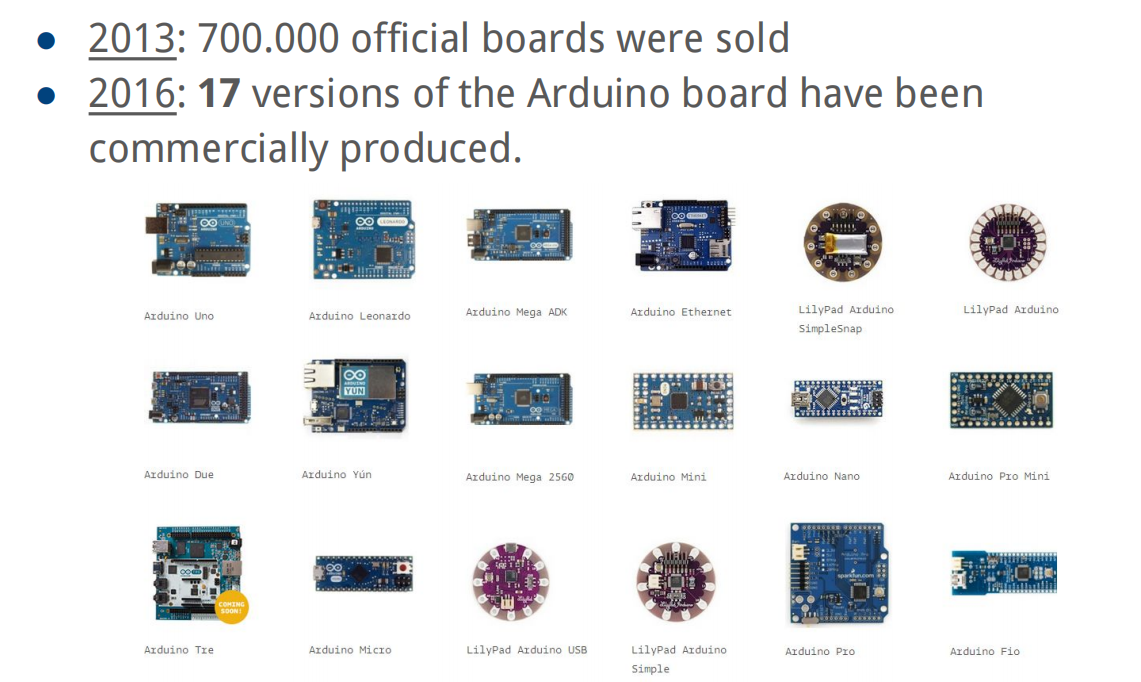 2013: 700.000 official boards were sold
2016: 17 versions of the Arduino board have been
commercially produced.
Arduino Uno
Arduino Leonardo
Arduino Mega ADK
Arduino Ethernet
LilyPad Arduino
SimpleSnap
LilyPad Arduino
Arduino Due
Arduino Yún
Arduino Mega 2560
Arduino Mini
Arduino Nano
Arduino Pro Mini
COMING
SOON!
Arduino Tre
Arduino Micro
LilyPad Arduino USB
LilyPad Arduino
Simple
Arduino Pro
Arduino Fio